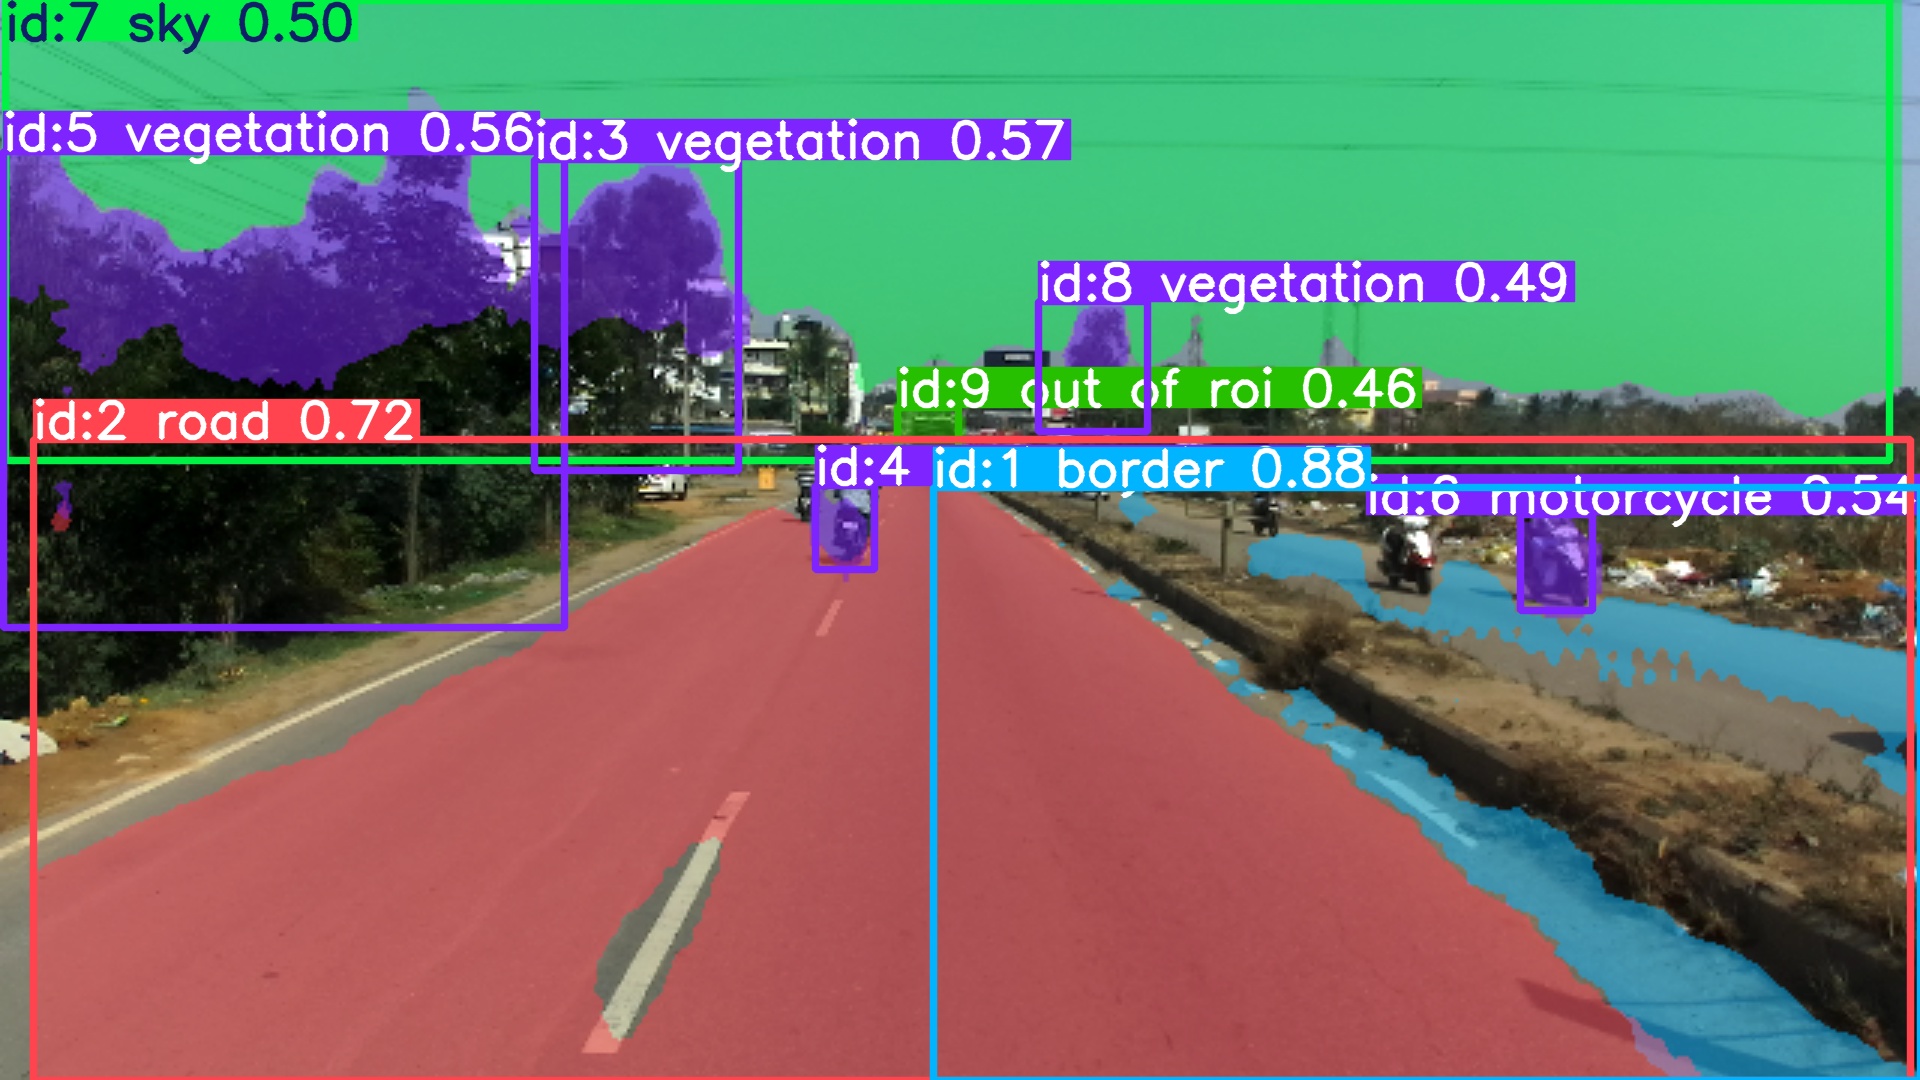 id:7 sky 0.50
id:5 vegetation 0.56
id:3 vegetation 0.57
id:8 vegetation 0.49
id:9 out of roi 0.46
id:2 road 0.72
id:4
id:1 border 0.88
id:6 motorcycle 0.54